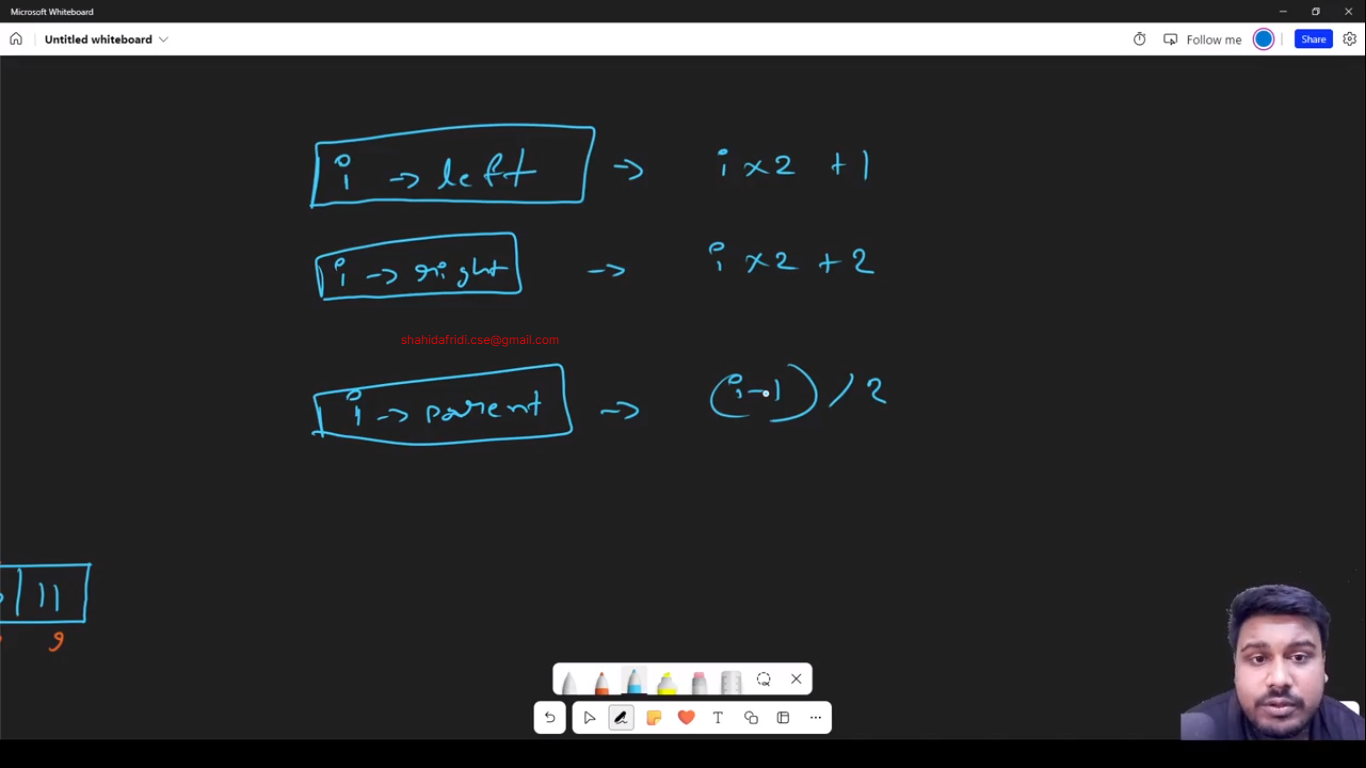 Microsoft Whiteboard
Untitled whiteboard
Follow me
Share
i -> left -> i × 2 + 1
i -> right -> i × 2 + 2
shahidafridi.cse@gmail.com
i -> parent -> (i-1) / 2
11
9